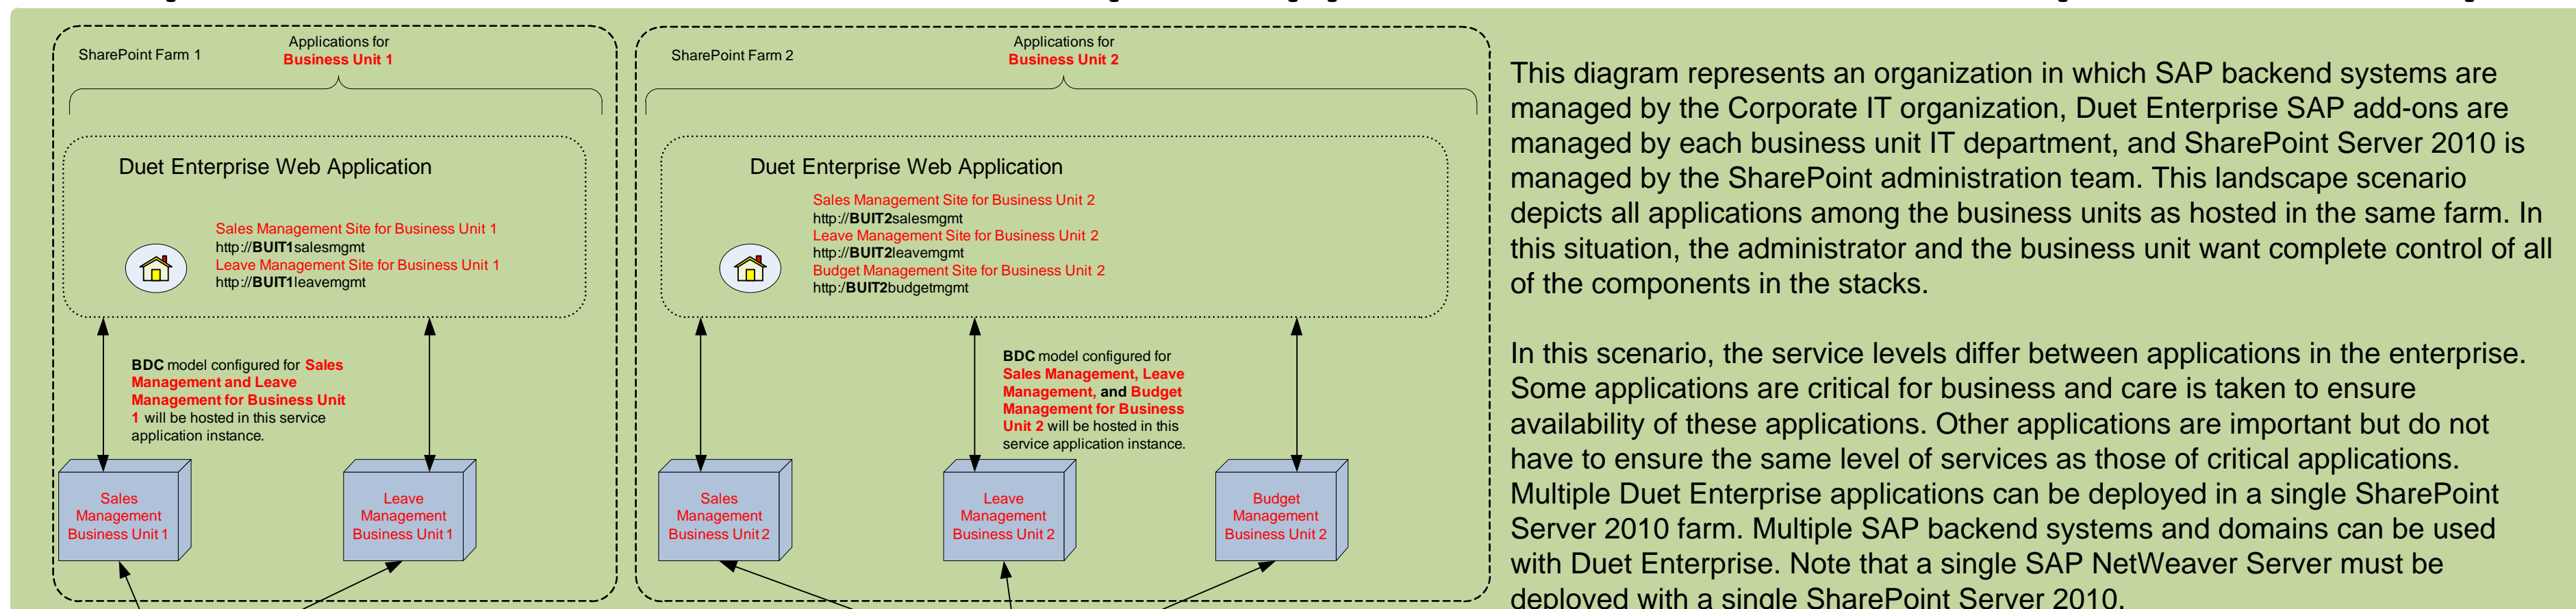 SharePoint Farm 1
Applications for
Business Unit 1
Duet Enterprise Web Application
Sales Management Site for Business Unit 1
http://BUIT1salesmgmt
Leave Management Site for Business Unit 1
http://BUIT1leavemgmt
BDC model configured for Sales
Management and Leave
Management for Business Unit
1 will be hosted in this service
application instance.
Sales
Management
Business Unit 1
Leave
Management
Business Unit 1
SharePoint Farm 2
Applications for
Business Unit 2
Duet Enterprise Web Application
Sales Management Site for Business Unit 2
http://BUIT2salesmgmt
Leave Management Site for Business Unit 2
http://BUIT2leavemgmt
Budget Management Site for Business Unit 2
http:/BUIT2budgetmgmt
BDC model configured for
Sales Management, Leave
Management, and Budget
Management for Business
Unit 2 will be hosted in this
service application instance.
Sales
Management
Business Unit 2
Leave
Management
Business Unit 2
Budget
Management
Business Unit 2
This diagram represents an organization in which SAP backend systems are
managed by the Corporate IT organization, Duet Enterprise SAP add-ons are
managed by each business unit IT department, and SharePoint Server 2010 is
managed by the SharePoint administration team. This landscape scenario
depicts all applications among the business units as hosted in the same farm. In
this situation, the administrator and the business unit want complete control of all
of the components in the stacks.
In this scenario, the service levels differ between applications in the enterprise.
Some applications are critical for business and care is taken to ensure
availability of these applications. Other applications are important but do not
have to ensure the same level of services as those of critical applications.
Multiple Duet Enterprise applications can be deployed in a single SharePoint
Server 2010 farm. Multiple SAP backend systems and domains can be used
with Duet Enterprise. Note that a single SAP NetWeaver Server must be
deployed with a single SharePoint Server 2010.